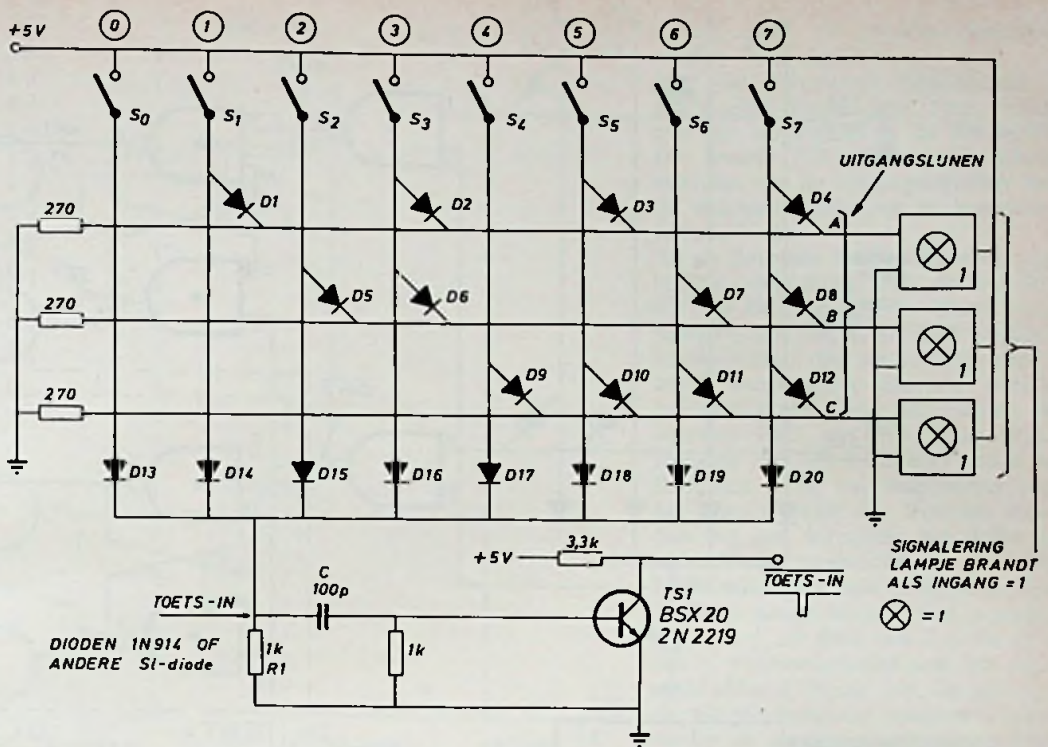 +5V
0 1 2 3 4 5 6 7
S0 S1 S2 S3 S4 S5 S6 S7
UITGANGSLIJNEN
270
D1 D2 D3 D4 A
1
270
D5 D6 D7 D8 B
1
270
D9 D10 D11 D12 C
1
D13 D14 D15 D16 D17 D18 D19 D20
SIGNALERING
LAMPJE BRANDT
ALS INGANG = 1
= 1
+5V
3,3k
TOETS-IN
C
100p
TOETS-IN
TS1
BSX20
2N2219
DIODEN 1N914 OF
ANDERE Si-diode
1k
R1
1k